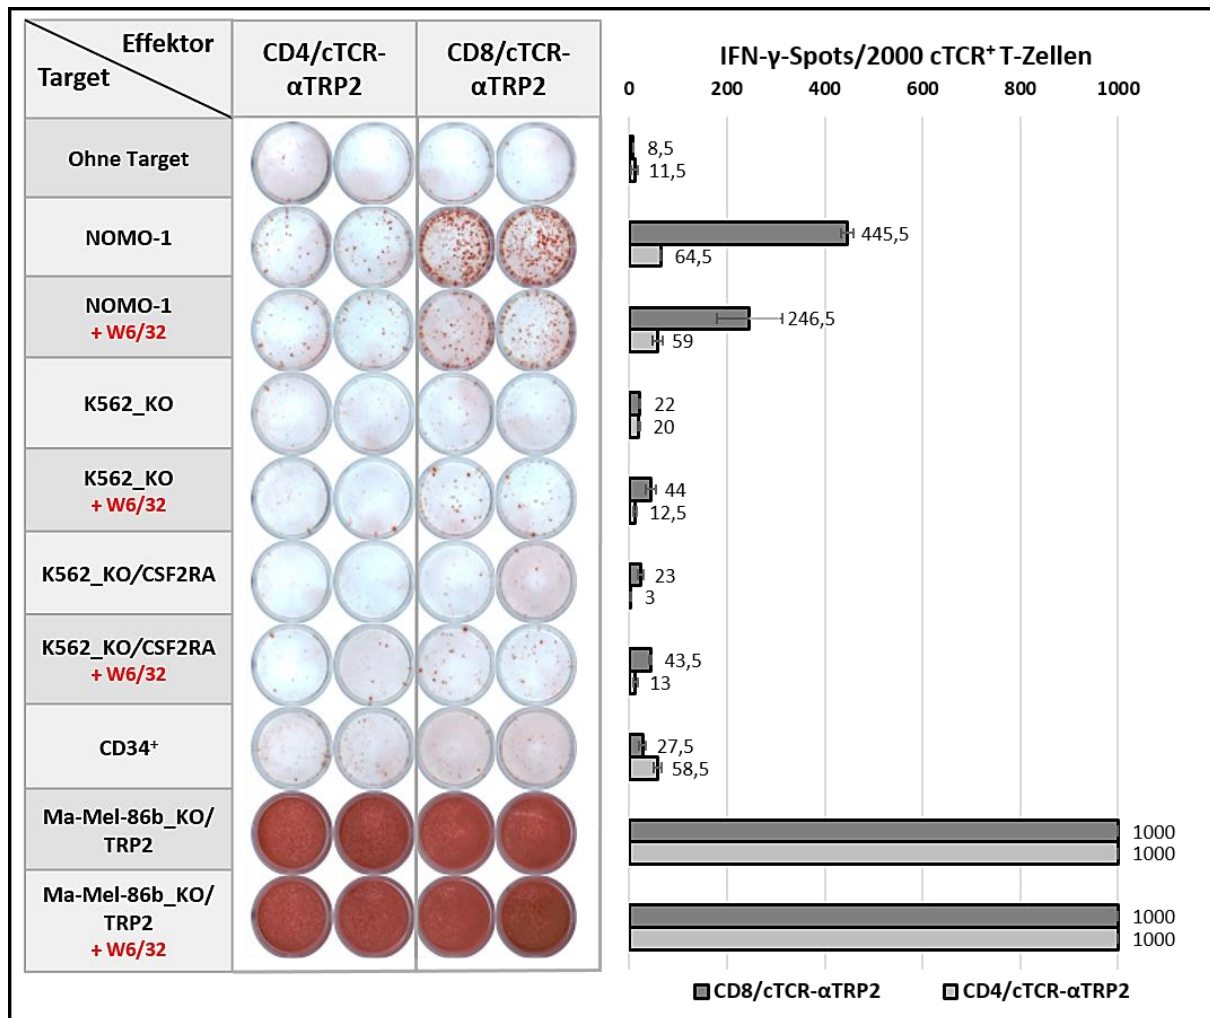 Effektor
Target
CD4/cTCR-
αTRP2
CD8/cTCR-
αTRP2
IFN-γ-Spots/2000 cTCR⁺ T-Zellen
0 200 400 600 800 1000
Ohne Target
8,5
11,5
NOMO-1
445,5
64,5
NOMO-1
+ W6/32
246,5
59
K562_KO
22
20
K562_KO
+ W6/32
44
12,5
K562_KO/CSF2RA
23
3
K562_KO/CSF2RA
+ W6/32
43,5
13
CD34⁺
27,5
58,5
Ma-Mel-86b_KO/
TRP2
1000
1000
Ma-Mel-86b_KO/
TRP2
+ W6/32
1000
1000
CD8/cTCR-αTRP2 CD4/cTCR-αTRP2